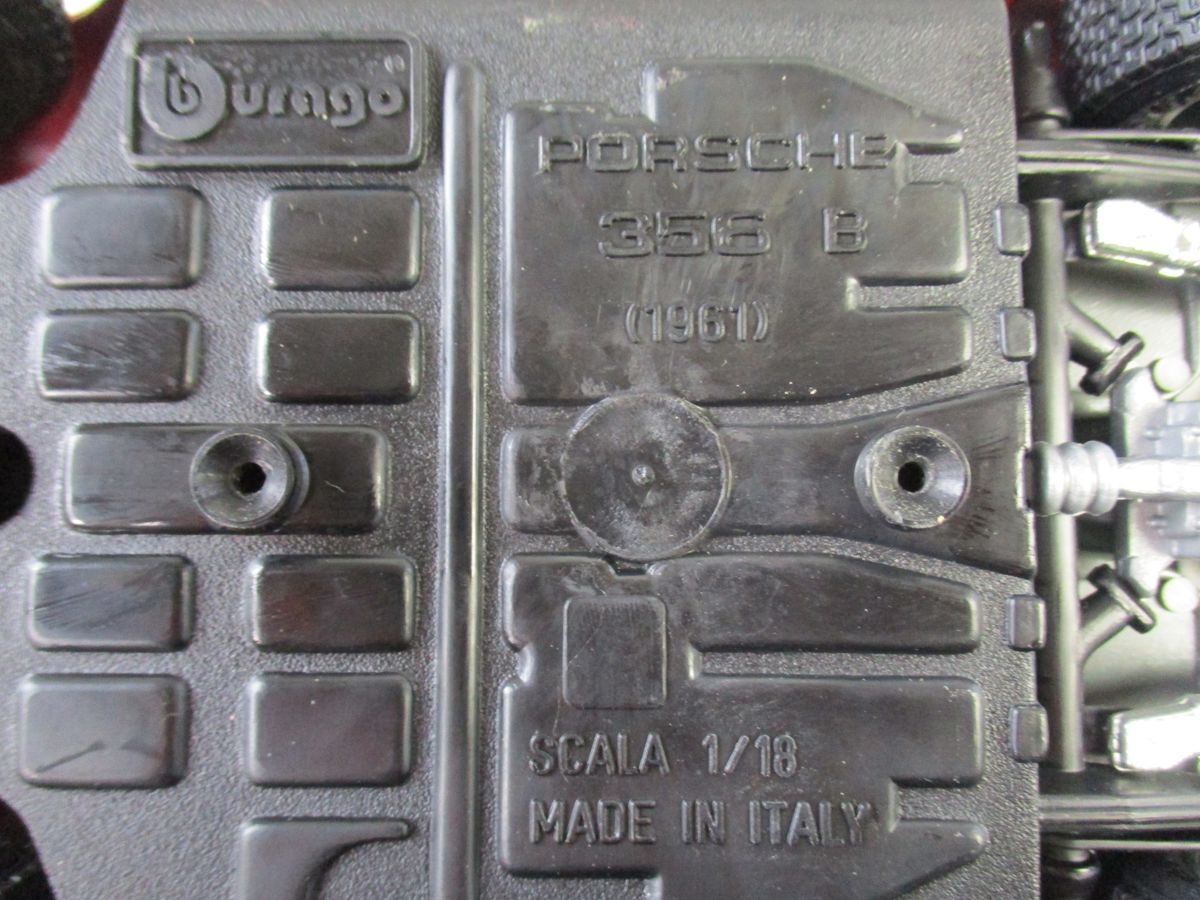 burago
PORSCHE
356 B
(1961)
SCALA 1/18
MADE IN ITALY